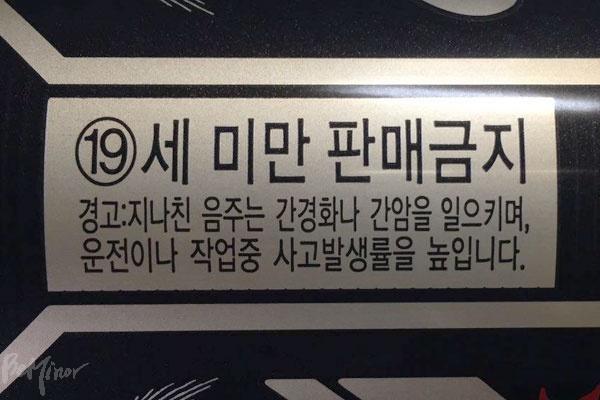 ⑲세 미만 판매금지
경고:지나친 음주는 간경화나 간암을 일으키며,
운전이나 작업중 사고발생률을 높입니다.
BeMinor